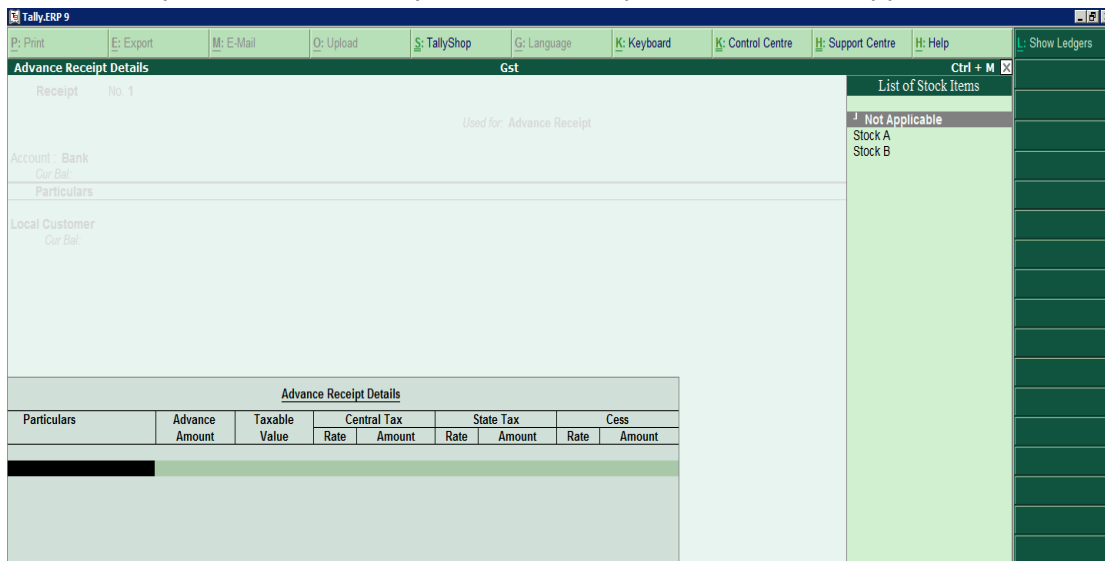 Tally.ERP 9
P: Print E: Export M: E-Mail O: Upload S: TallyShop G: Language K: Keyboard K: Control Centre H: Support Centre H: Help L: Show Ledgers
Advance Receipt Details Gst Ctrl + M
Receipt No. 1
List of Stock Items
Used for: Advance Receipt
Not Applicable
Stock A
Stock B
Account : Bank
Cur Bal:
Particulars
Local Customer
Cur Bal:
Advance Receipt Details
Particulars Advance Taxable Central Tax State Tax Cess
Amount Value Rate Amount Rate Amount Rate Amount